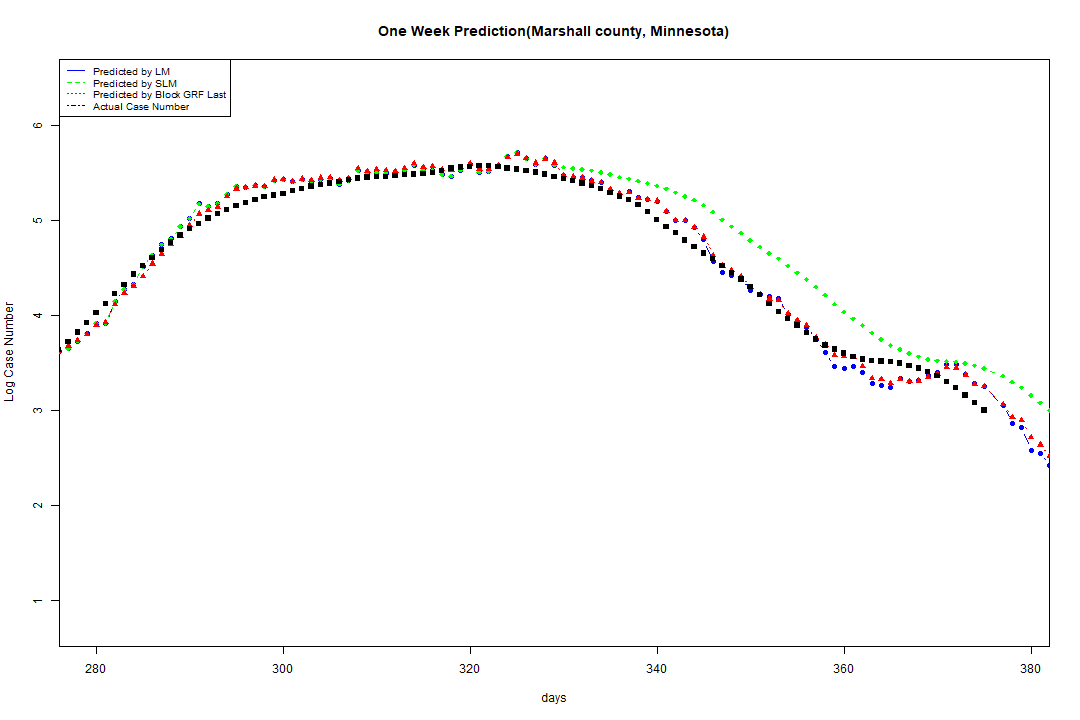 One Week Prediction(Marshall county, Minnesota)
Predicted by LM
Predicted by SLM
Predicted by Block GRF Last
Actual Case Number
6
5
4
3
2
1
Log Case Number
280 300 320 340 360 380
days